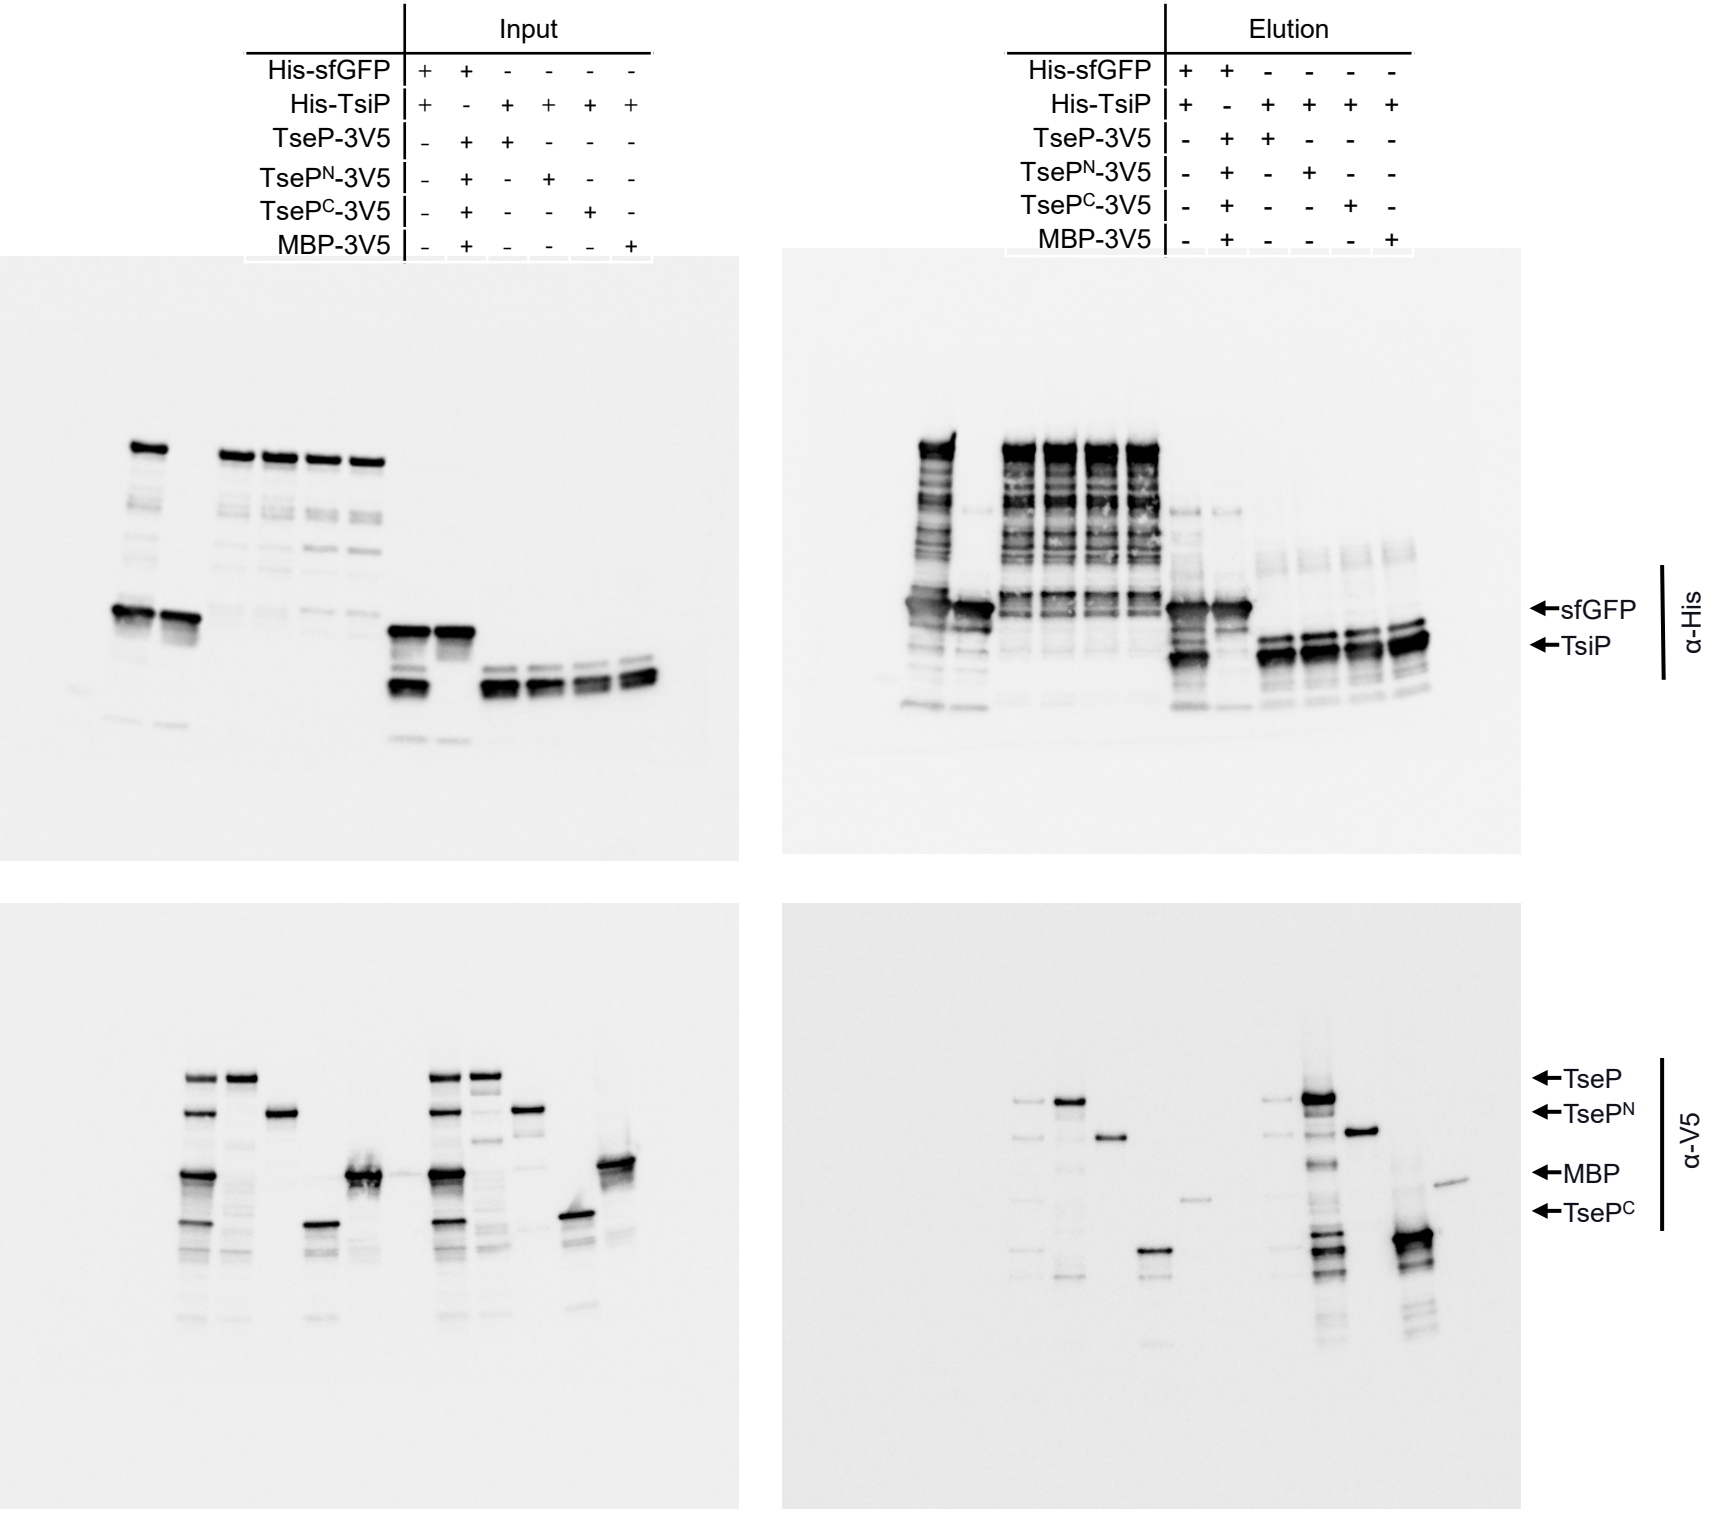 Input
His-sfGFP + + - - - -
His-TsiP + - + + + +
TseP-3V5 - + + - - -
TsePN-3V5 - + - + - -
TsePC-3V5 - + - - + -
MBP-3V5 - + - - - +
Elution
His-sfGFP + + - - - -
His-TsiP + - + + + +
TseP-3V5 - + + - - -
TsePN-3V5 - + - + - -
TsePC-3V5 - + - - + -
MBP-3V5 - + - - - +
sfGFP
TsiP
α-His
TseP
TsePN
MBP
TsePC
α-V5